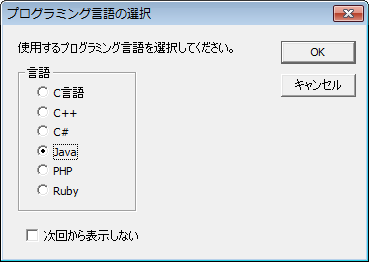 プログラミング言語の選択
使用するプログラミング言語を選択してください。
OK
キャンセル
言語
C言語
C++
C#
Java
PHP
Ruby
次回から表示しない